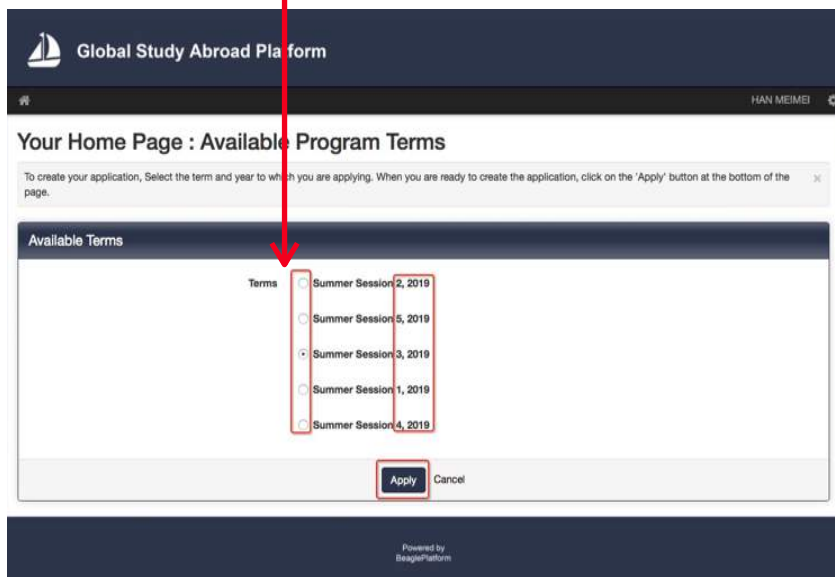 Global Study Abroad Platform
HAN MEIMEI
Your Home Page : Available Program Terms
To create your application, Select the term and year to which you are applying. When you are ready to create the application, click on the 'Apply' button at the bottom of the
page.
Available Terms
Terms Summer Session 2, 2019
Summer Session 5, 2019
Summer Session 3, 2019
Summer Session 1, 2019
Summer Session 4, 2019
Apply Cancel
Powered by
BeaglePlatform